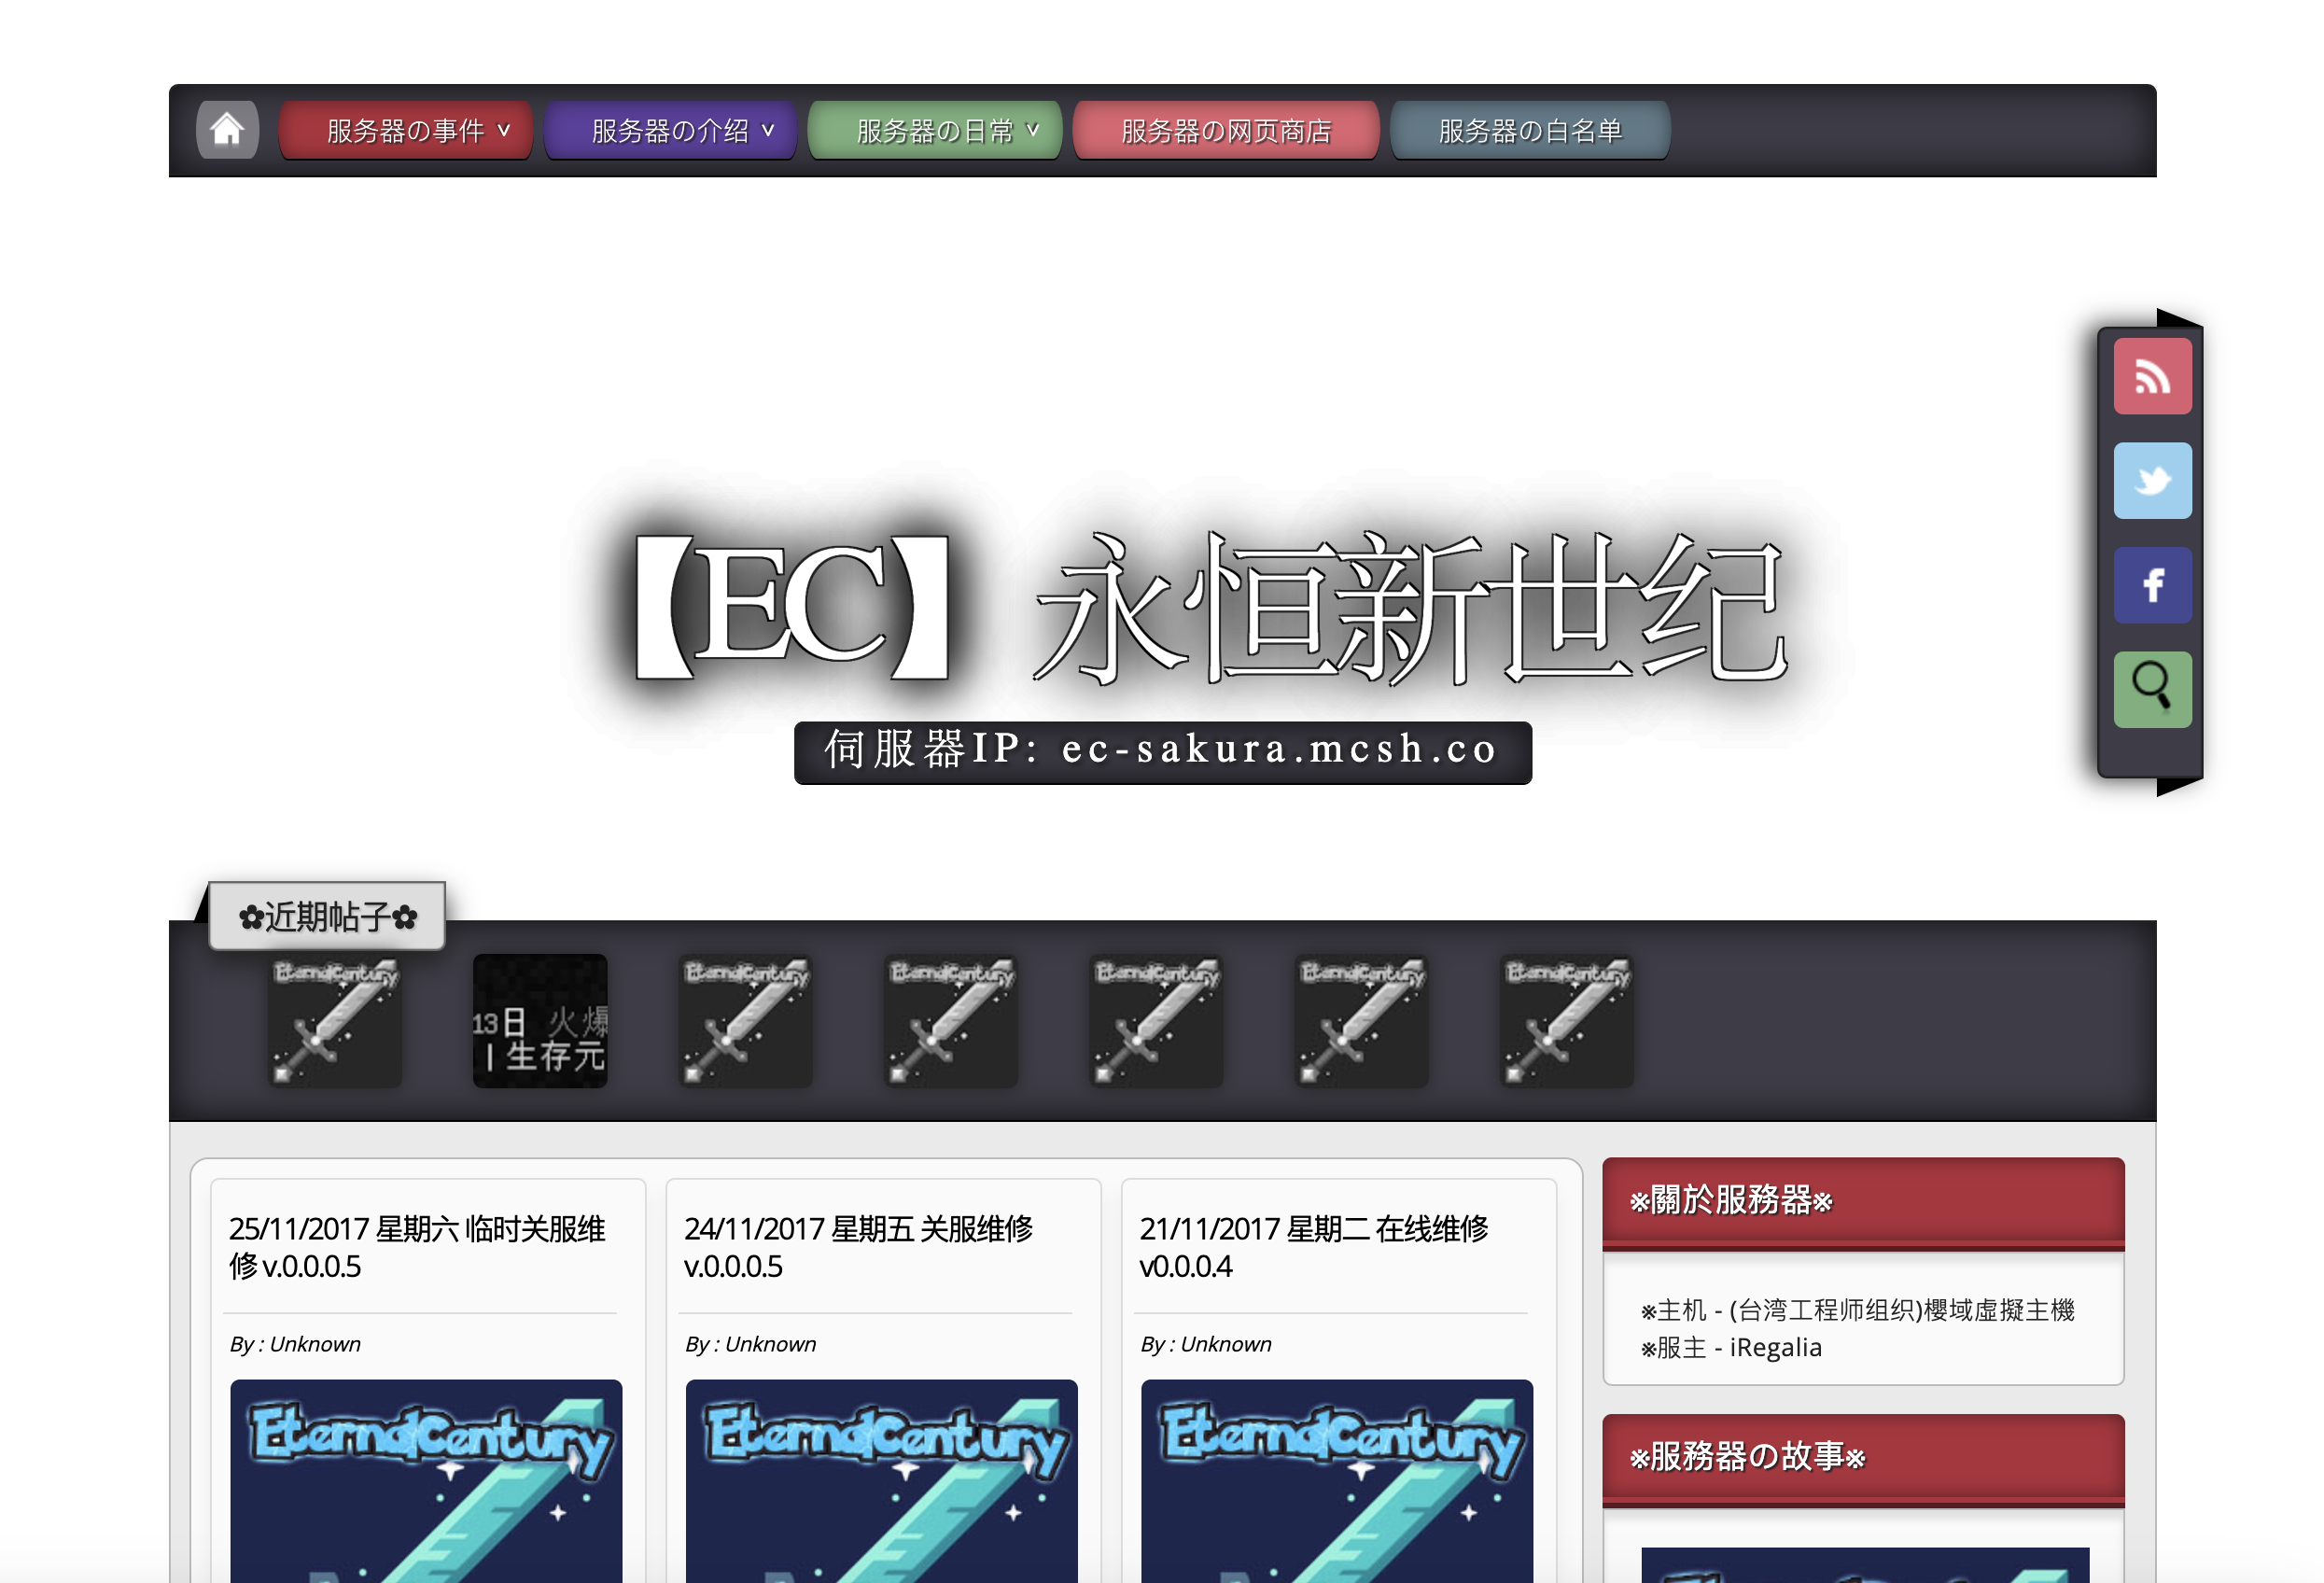 服务器の事件 ˅
服务器の介绍 ˅
服务器の日常 ˅
服务器の网页商店
服务器の白名单
【EC】永恒新世纪
伺服器IP: ec-sakura.mcsh.co
✿近期帖子✿
EternalCentury
13日 火爆
丨生存元
EternalCentury
EternalCentury
EternalCentury
EternalCentury
EternalCentury
25/11/2017 星期六 临时关服维
修 v.0.0.0.5
By : Unknown
EternalCentury
24/11/2017 星期五 关服维修
v.0.0.0.5
By : Unknown
EternalCentury
21/11/2017 星期二 在线维修
v0.0.0.4
By : Unknown
EternalCentury
※關於服務器※
※主机 - (台湾工程师组织)櫻域虛擬主機
※服主 - iRegalia
※服務器の故事※